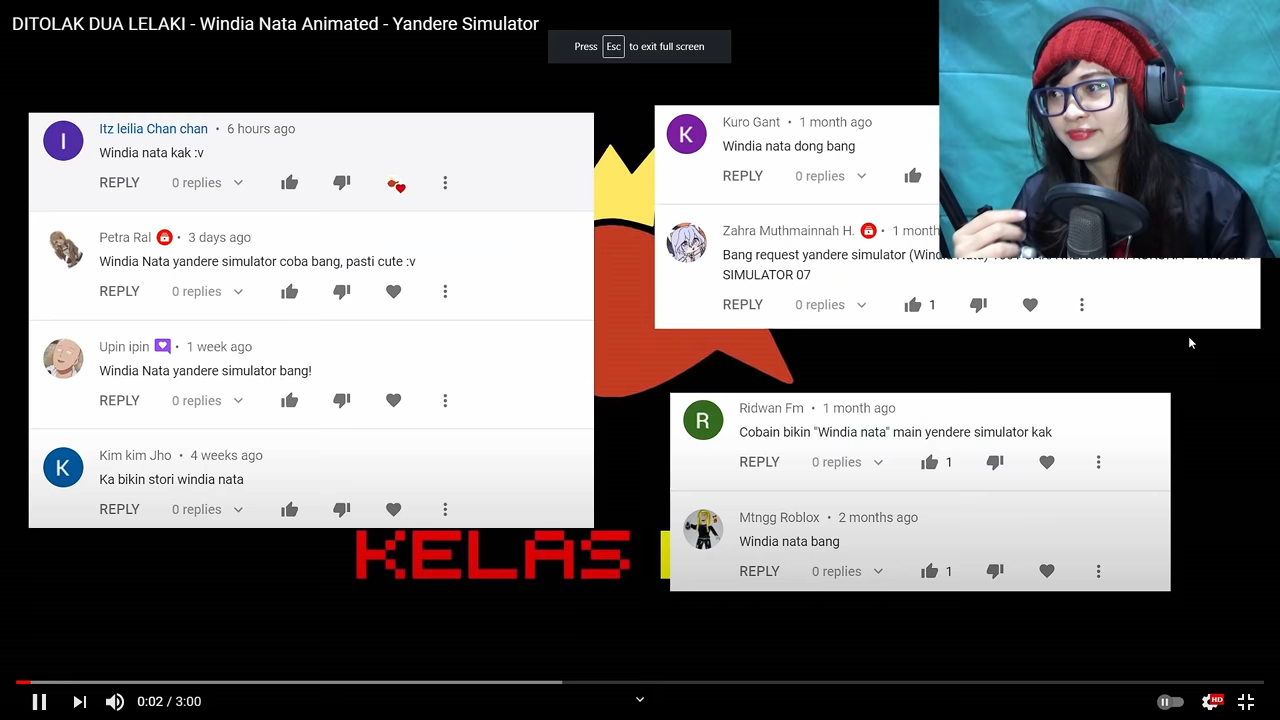 DITOLAK DUA LELAKI - Windia Nata Animated - Yandere Simulator
Press Esc to exit full screen
I
Itz leilia Chan chan • 6 hours ago
Windia nata kak :v
REPLY 0 replies
Petra Ral • 3 days ago
Windia Nata yandere simulator coba bang, pasti cute :v
REPLY 0 replies
Upin ipin • 1 week ago
Windia Nata yandere simulator bang!
REPLY 0 replies
K
Kim kim Jho • 4 weeks ago
Ka bikin stori windia nata
REPLY 0 replies
K
Kuro Gant • 1 month ago
Windia nata dong bang
REPLY 0 replies
Zahra Muthmainnah H. • 1 month
Bang request yandere simulator
SIMULATOR 07
REPLY 0 replies 1
R
Ridwan Fm • 1 month ago
Cobain bikin "Windia nata" main yendere simulator kak
REPLY 0 replies 1
Mtngg Roblox • 2 months ago
Windia nata bang
REPLY 0 replies 1
KELAS
0:02 / 3:00
HD